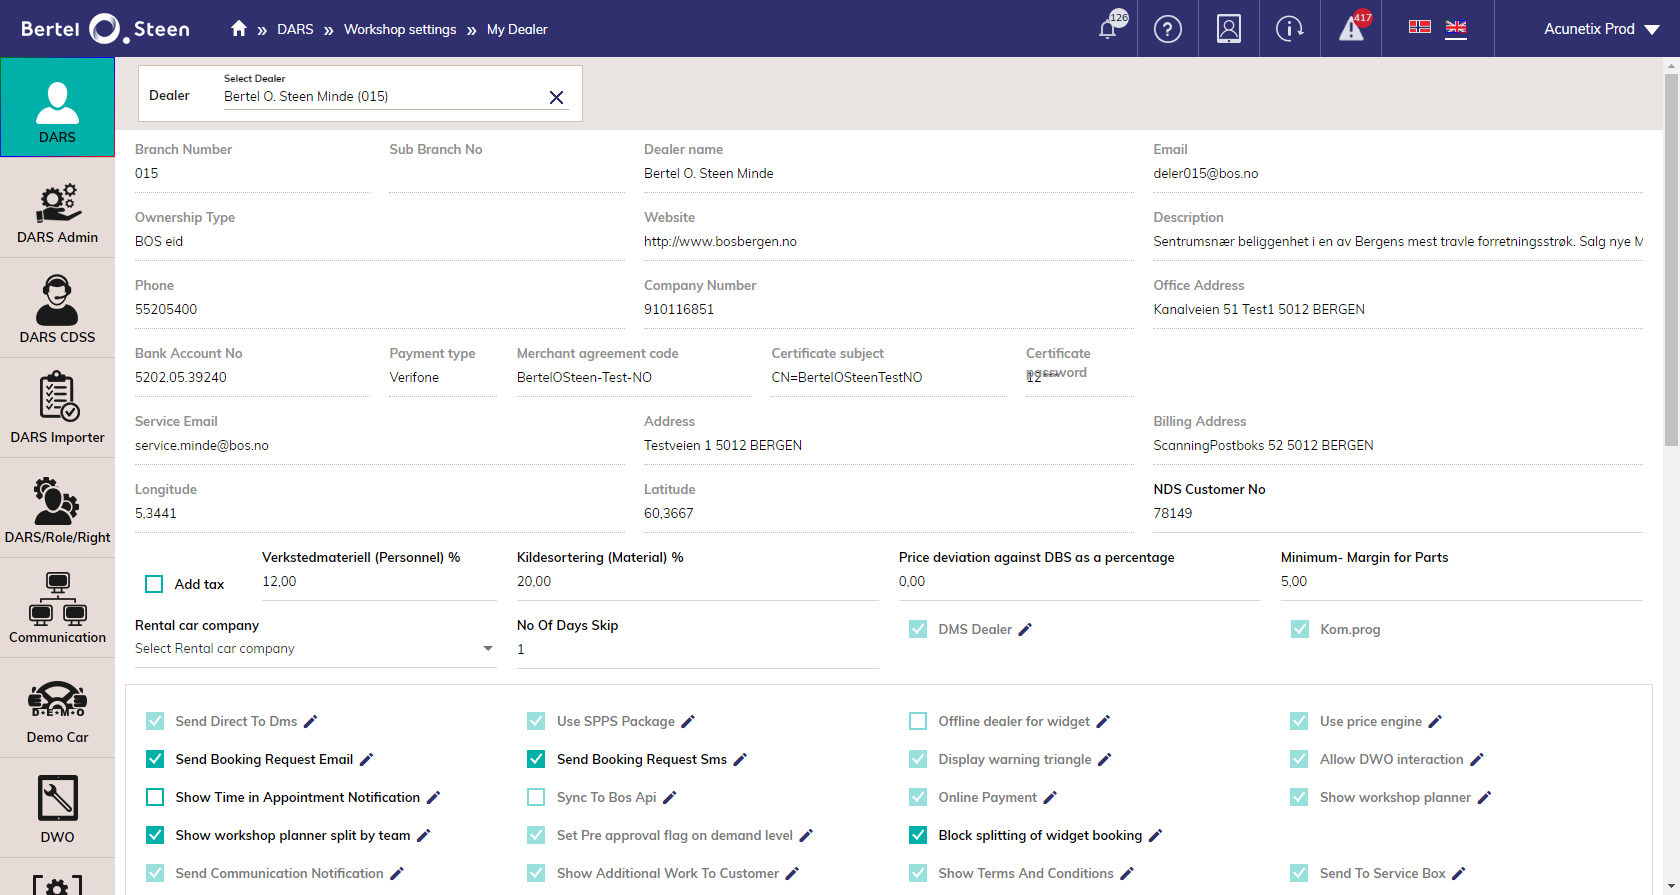 Bertel O. Steen
» DARS » Workshop settings » My Dealer
126
417
Acunetix Prod
DARS
DARS Admin
DARS CDSS
DARS Importer
DARS/Role/Right
Communication
DEMO
Demo Car
DWO
Dealer
Select Dealer
Bertel O. Steen Minde (015)
Branch Number
015
Sub Branch No
Dealer name
Bertel O. Steen Minde
Email
deler015@bos.no
Ownership Type
BOS eid
Website
http://www.bosbergen.no
Description
Sentrumsnær beliggenhet i en av Bergens mest travle forretningsstrøk. Salg nye M
Phone
55205400
Company Number
910116851
Office Address
Kanalveien 51 Test1 5012 BERGEN
Bank Account No
5202.05.39240
Payment type
Verifone
Merchant agreement code
BertelOSteen-Test-NO
Certificate subject
CN=BertelOSteenTestNO
Certificate password
12****
Service Email
service.minde@bos.no
Address
Testveien 1 5012 BERGEN
Billing Address
ScanningPostboks 52 5012 BERGEN
Longitude
5,3441
Latitude
60,3667
NDS Customer No
78149
Add tax
Verkstedmateriell (Personnel) %
12,00
Kildesortering (Material) %
20,00
Price deviation against DBS as a percentage
0,00
Minimum- Margin for Parts
5,00
Rental car company
Select Rental car company
No Of Days Skip
1
DMS Dealer
Kom.prog
Send Direct To Dms
Use SPPS Package
Offline dealer for widget
Use price engine
Send Booking Request Email
Send Booking Request Sms
Display warning triangle
Allow DWO interaction
Show Time in Appointment Notification
Sync To Bos Api
Online Payment
Show workshop planner
Show workshop planner split by team
Set Pre approval flag on demand level
Block splitting of widget booking
Send Communication Notification
Show Additional Work To Customer
Show Terms And Conditions
Send To Service Box